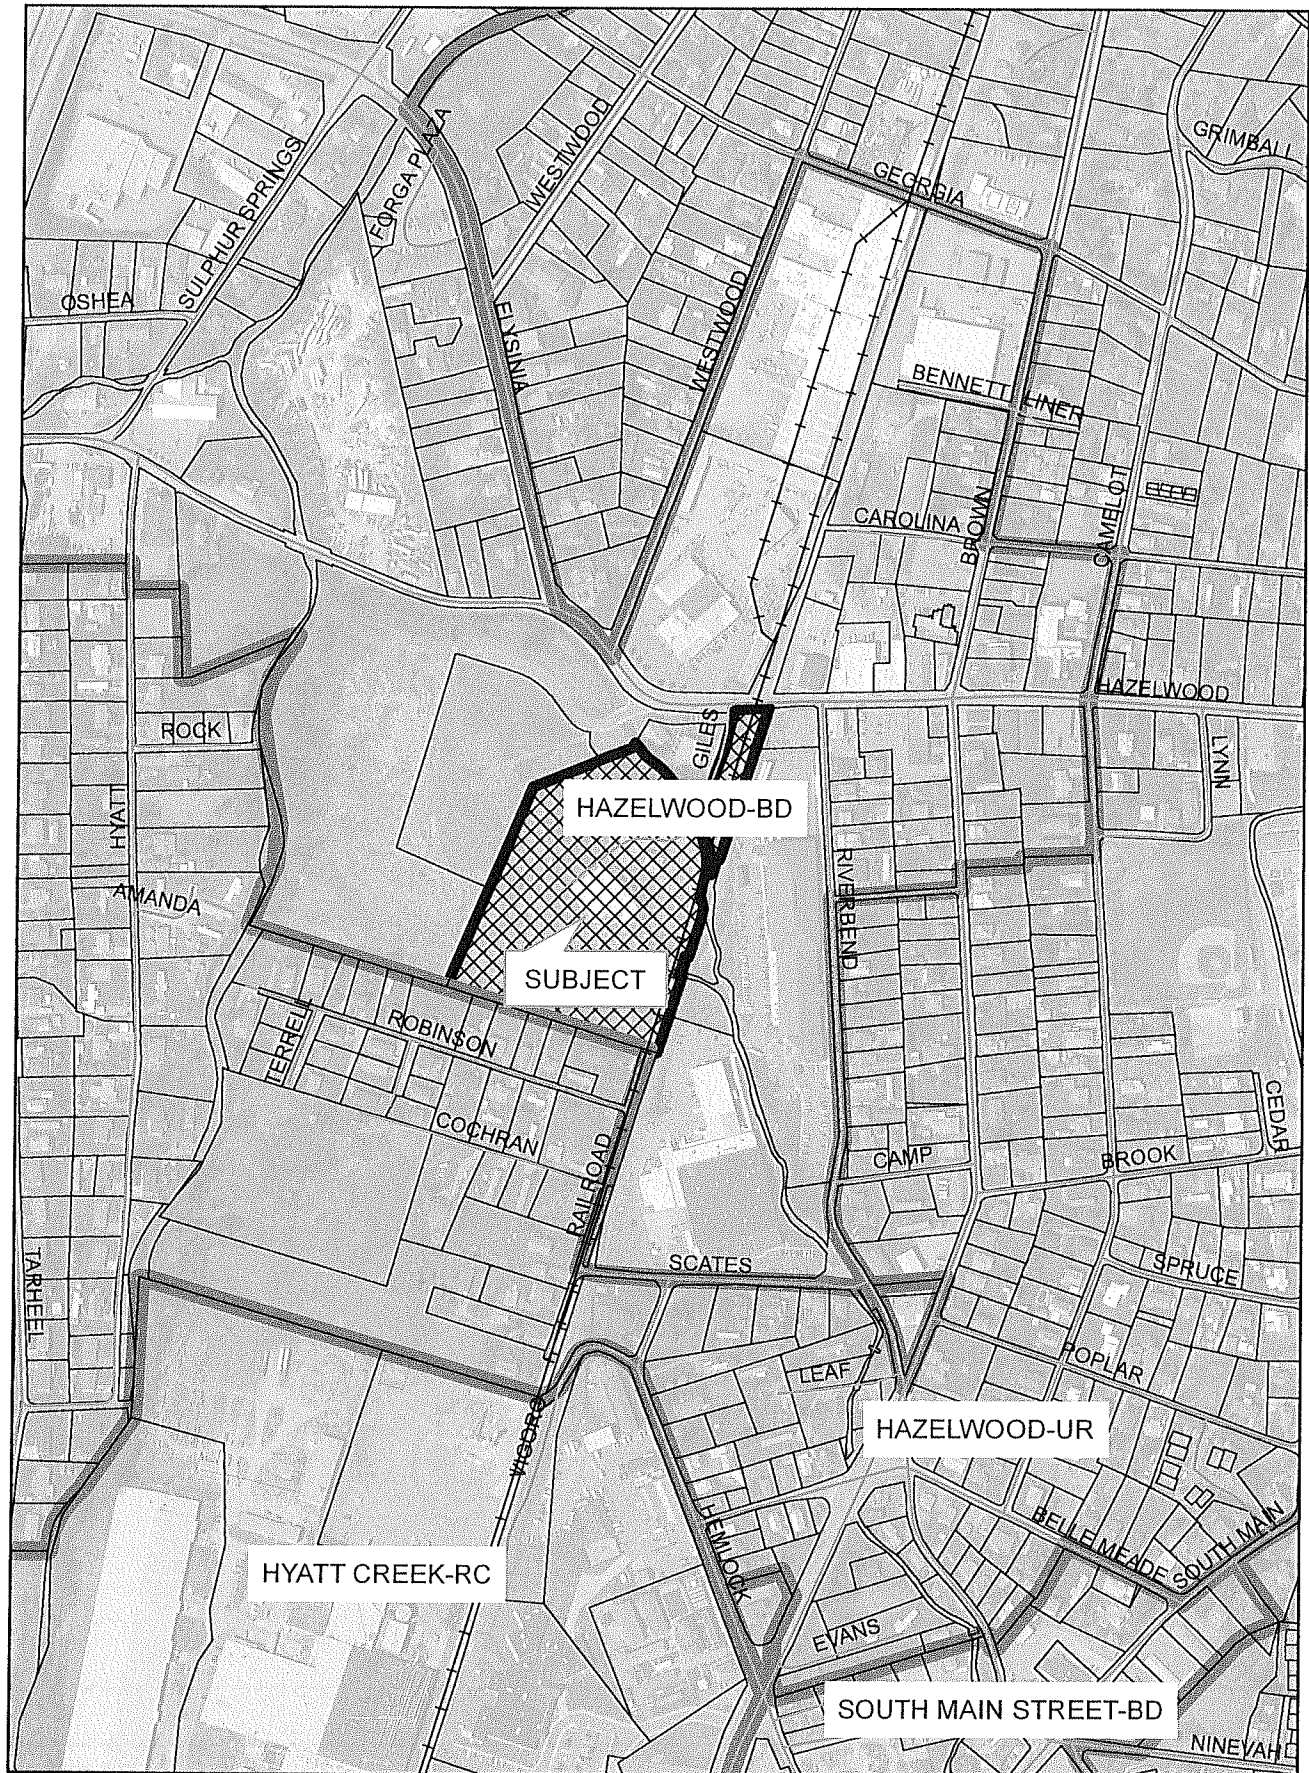 GRIMBALL
FORGA PLAZA
WESTWOOD
GEORGIA
SULPHUR SPRINGS
OSHEA
ELYSINIA
WESTWOOD
BENNETT
LINER
CAROLINA
BROWN
CAMELOT
HAZELWOOD
ROCK
GILES
LYNN
HYATT
HAZELWOOD-BD
AMANDA
RIVERBEND
SUBJECT
TERRELL
ROBINSON
COCHRAN
CEDAR
RAILROAD
CAMP
BROOK
TARHEEL
SCATES
SPRUCE
LEAF
POPLAR
GEORGIA
HAZELWOOD-UR
HEMLOCK
BELLE MEADE
SOUTH MAIN
HYATT CREEK-RC
EVANS
SOUTH MAIN STREET-BD
NINEVAH